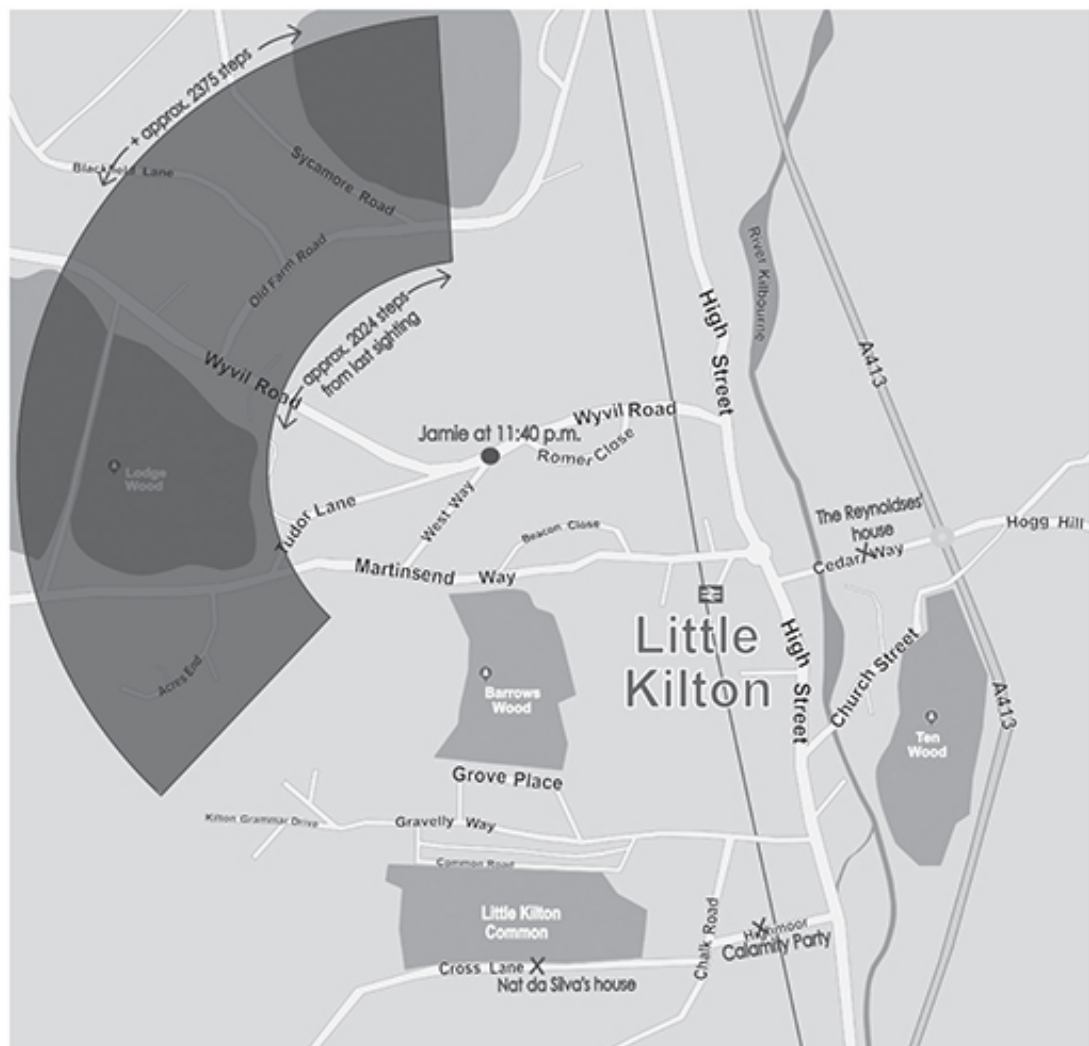 + approx. 2375 steps
Blackfield Lane
Sycamore Road
Old Farm Road
approx. 2024 steps
from last sighting
Wyvil Road
High Street
River Kilbourne
A413
Wyvil Road
Jamie at 11:40 p.m.
Romer Close
Lodge
Wood
Tudor Lane
West Way
Beacon Close
The Reynoldses'
house
Hogg Hill
Cedar Way
Martinsend Way
Little
Kilton
High Street
Church Street
Acres End
Barrows
Wood
A413
Ten
Wood
Grove Place
Kilton Grammar Drive
Gravelly Way
Common Road
Little Kilton
Common
Chalk Road
Highmoor
Calamity Party
Cross Lane
Nat da Silva's house